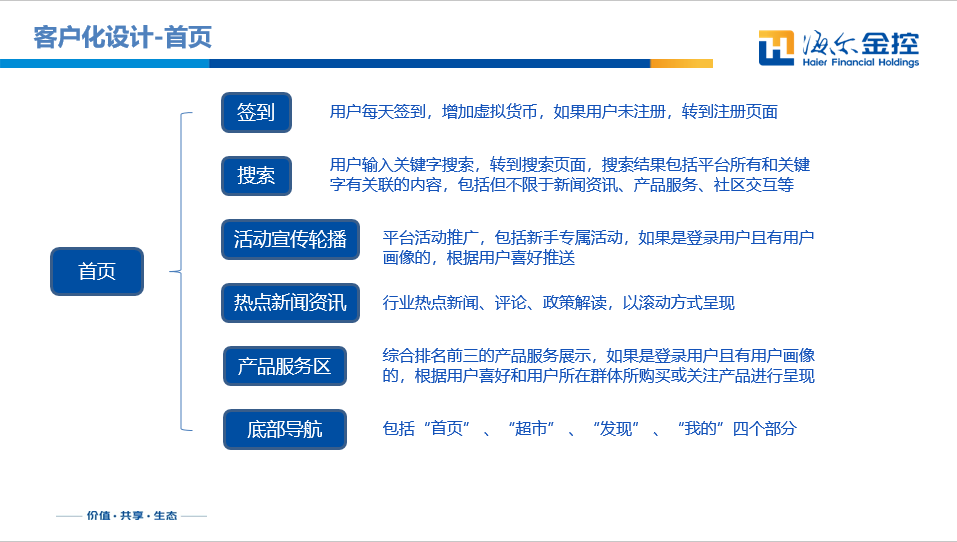 客户化设计-首页
海尔金控
Haier Financial Holdings
首页
签到
用户每天签到，增加虚拟货币，如果用户未注册，转到注册页面
搜索
用户输入关键字搜索，转到搜索页面，搜索结果包括平台所有和关键
字有关联的内容，包括但不限于新闻资讯、产品服务、社区交互等
活动宣传轮播
平台活动推广，包括新手专属活动，如果是登录用户且有用户
画像的，根据用户喜好推送
热点新闻资讯
行业热点新闻、评论、政策解读，以滚动方式呈现
产品服务区
综合排名前三的产品服务展示，如果是登录用户且有用户画像
的，根据用户喜好和用户所在群体所购买或关注产品进行呈现
底部导航
包括“首页”、“超市”、“发现”、“我的”四个部分
价值·共享·生态